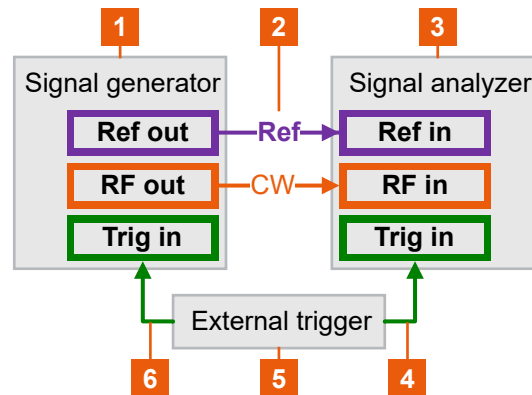 1 2 3
Signal generator Signal analyzer
Ref out Ref Ref in
RF out CW RF in
Trig in Trig in
External trigger
6 5 4